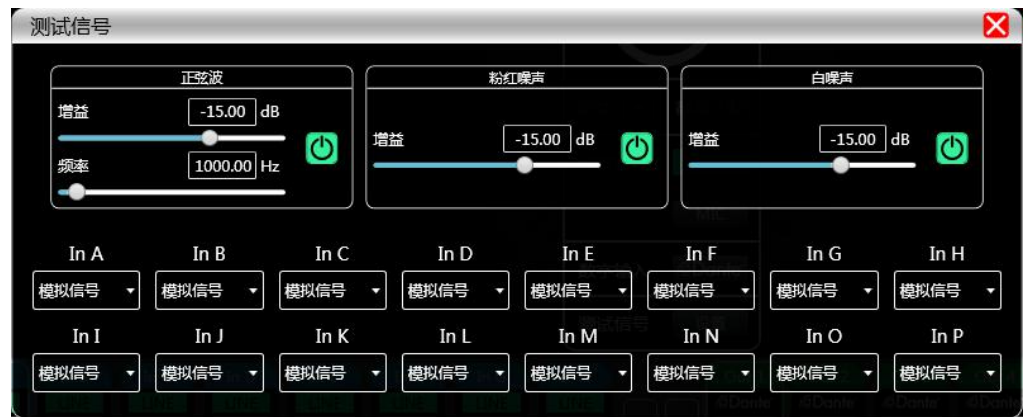 测试信号
正弦波
增益 -15.00 dB
频率 1000.00 Hz
粉红噪声
增益 -15.00 dB
白噪声
增益 -15.00 dB
In A In B In C In D In E In F In G In H
模拟信号 模拟信号 模拟信号 模拟信号 模拟信号 模拟信号 模拟信号 模拟信号
In I In J In K In L In M In N In O In P
模拟信号 模拟信号 模拟信号 模拟信号 模拟信号 模拟信号 模拟信号 模拟信号